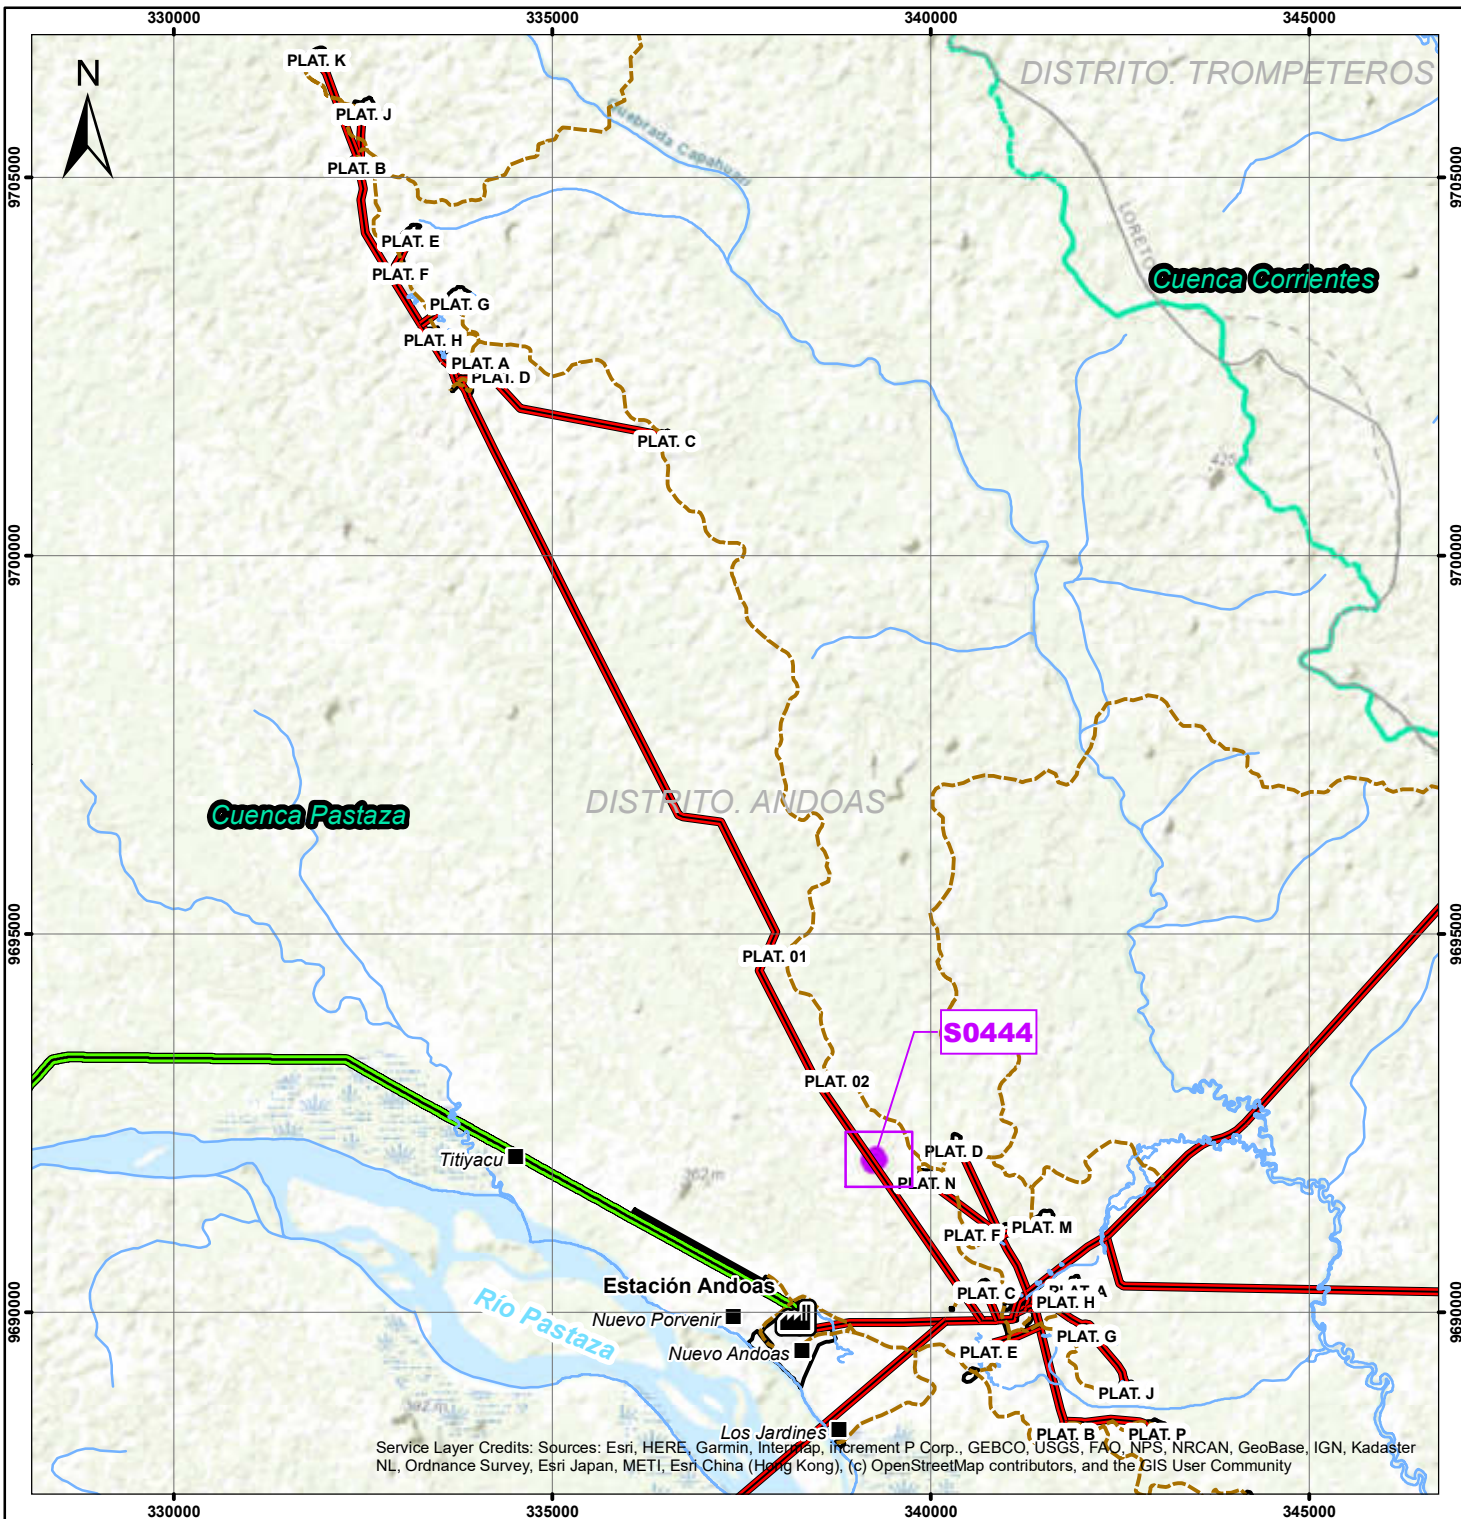 330000
335000
340000
345000
N
PLAT. K
DISTRITO. TROMPETEROS
PLAT. J
Quebrada Capahuari
PLAT. B
9705000
9705000
LORETO
PLAT. E
PLAT. F
Cuenca Corrientes
PLAT. G
PLAT. H
PLAT. A
PLAT. D
PLAT. C
9700000
9700000
DISTRITO. ANDOAS
Cuenca Pastaza
9695000
9695000
PLAT. 01
S0444
PLAT. 02
PLAT. D
Titiyacu
PLAT. N
PLAT. M
PLAT. F
Estación Andoas
PLAT. C
PLAT. A
PLAT. H
Río Pastaza
9690000
9690000
Nuevo Porvenir
PLAT. G
Nuevo Andoas
PLAT. E
PLAT. J
Los Jardines
PLAT. B
PLAT. P
Service Layer Credits: Sources: Esri, HERE, Garmin, Intermap, increment P Corp., GEBCO, USGS, FAO, NPS, NRCAN, GeoBase, IGN, Kadaster
NL, Ordnance Survey, Esri Japan, METI, Esri China (Hong Kong), (c) OpenStreetMap contributors, and the GIS User Community
330000
335000
340000
345000